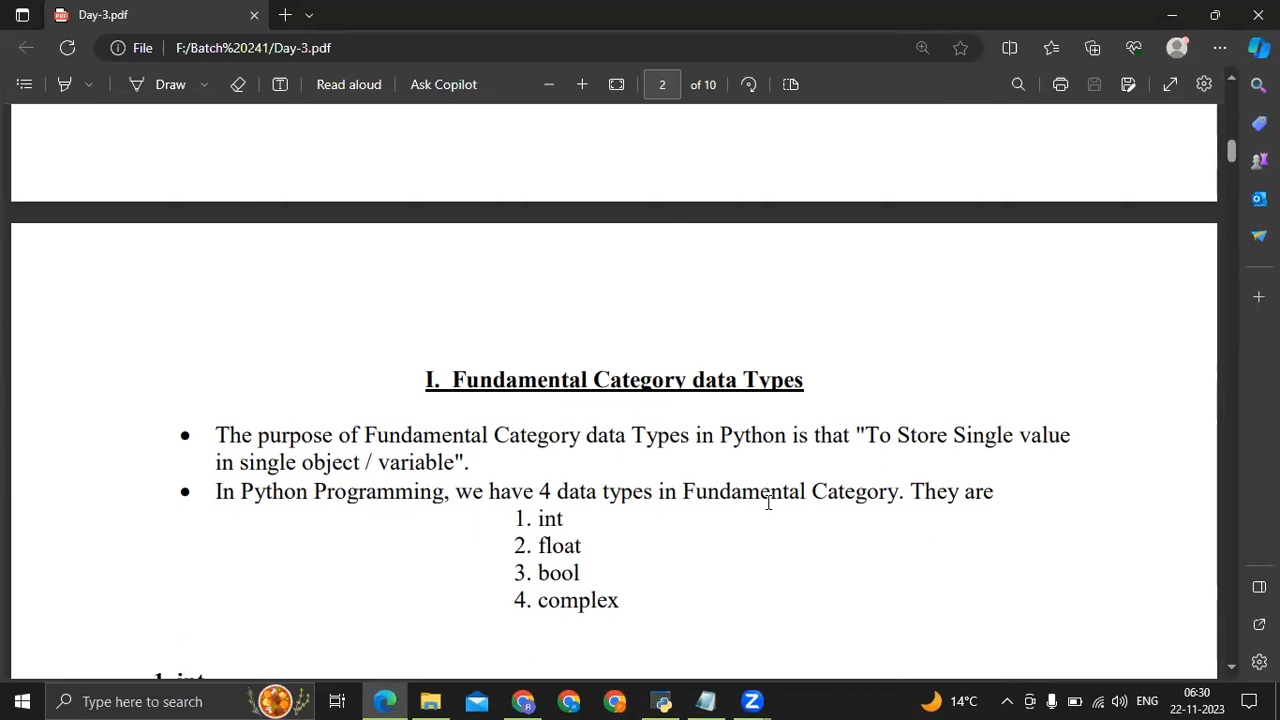 Day-3.pdf
File F:/Batch%20241/Day-3.pdf
Draw Read aloud Ask Copilot 2 of 10
I. Fundamental Category data Types
• The purpose of Fundamental Category data Types in Python is that "To Store Single value
in single object / variable".
• In Python Programming, we have 4 data types in Fundamental Category. They are
1. int
2. float
3. bool
4. complex
1. int
Type here to search
14°C
ENG
06:30
22-11-2023